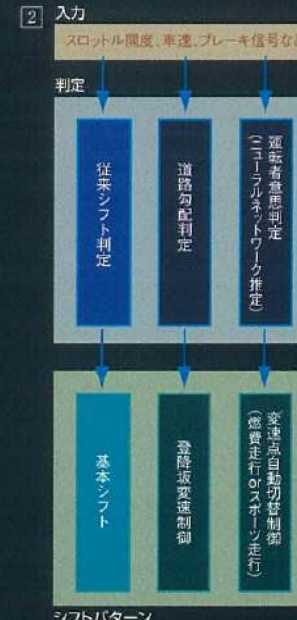 2 入力
スロットル開度、車速、ブレーキ信号など
判定
従来シフト判定
道路勾配判定
運転者意思判定
(ニューラルネットワーク推定)
基本シフト
登降坂変速制御
変速点自動切替制御
(燃費走行orスポーツ走行)
シフトパターン